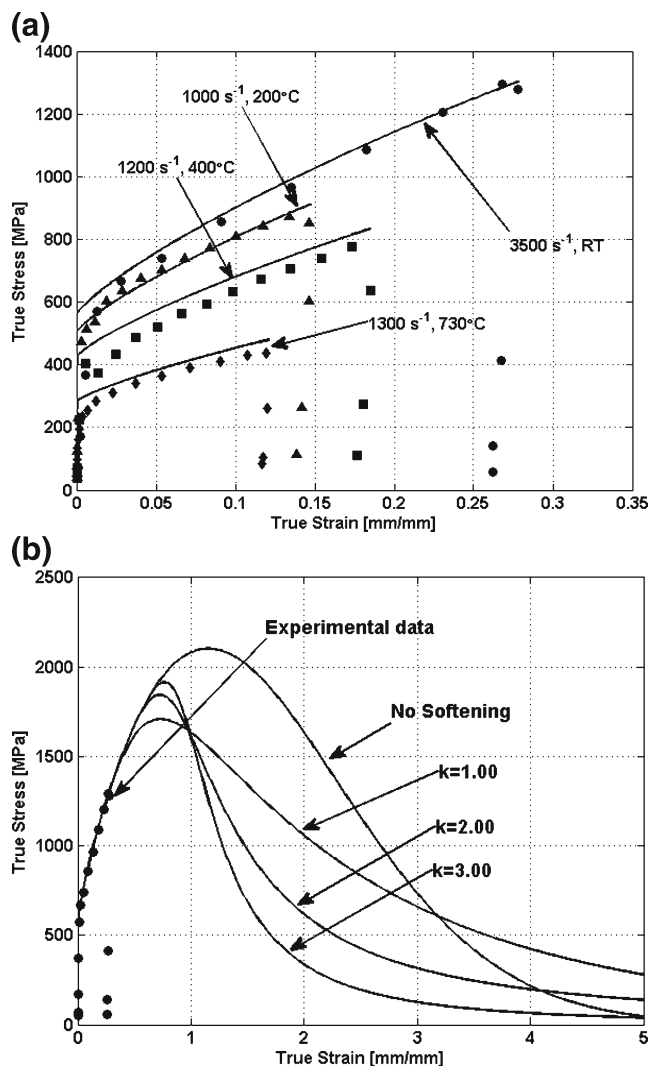 (a)
True Stress [MPa]
1400
1200
1000
800
600
400
200
0
1000 s⁻¹, 200°C
1200 s⁻¹, 400°C
3500 s⁻¹, RT
1300 s⁻¹, 730°C
0 0.05 0.1 0.15 0.2 0.25 0.3 0.35
True Strain [mm/mm]
(b)
True Stress [MPa]
2500
2000
1500
1000
500
0
Experimental data
No Softening
k=1.00
k=2.00
k=3.00
0 1 2 3 4 5
True Strain [mm/mm]